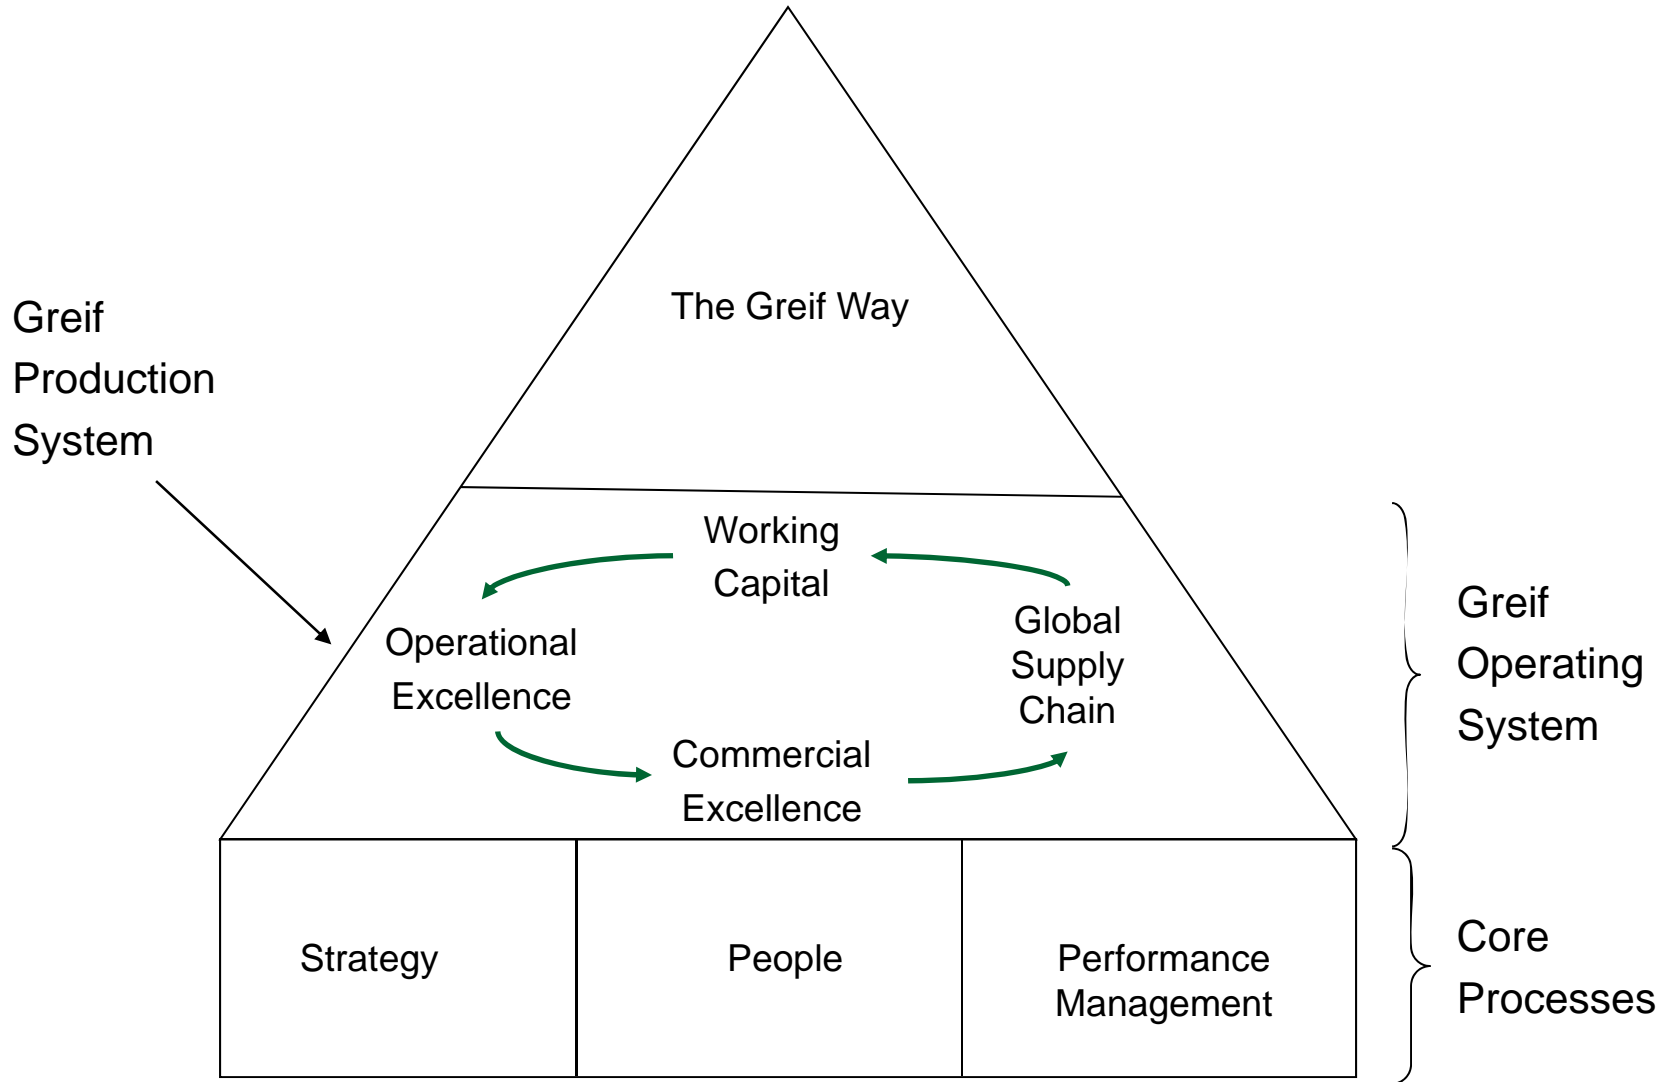 The Greif Way
Greif
Production
System
Working
Capital
Operational
Excellence
Global
Supply
Chain
Commercial
Excellence
Greif
Operating
System
Strategy
People
Performance
Management
Core
Processes